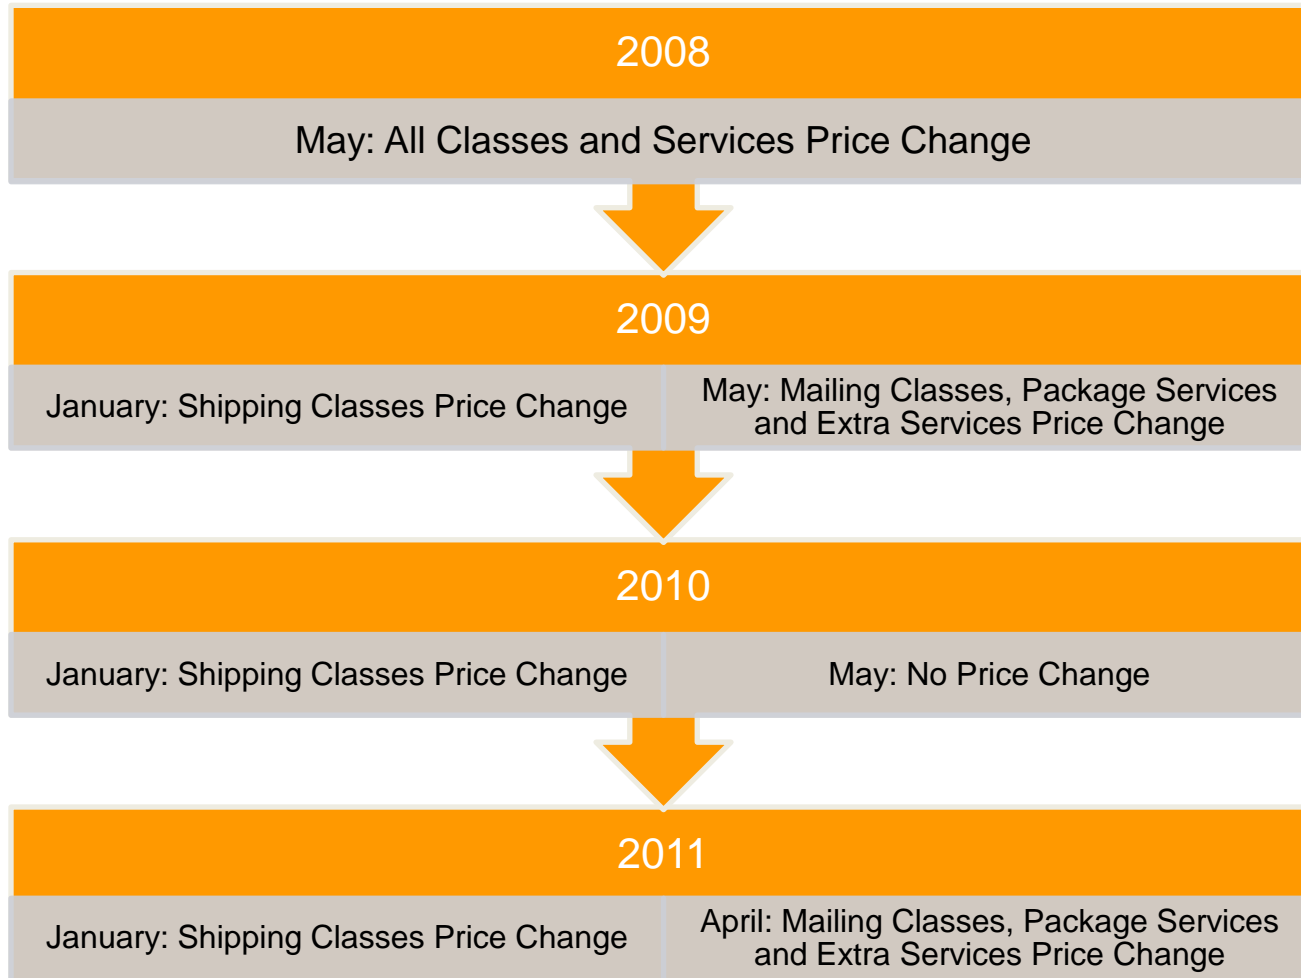 2008
May: All Classes and Services Price Change
2009
January: Shipping Classes Price Change
May: Mailing Classes, Package Services
and Extra Services Price Change
2010
January: Shipping Classes Price Change
May: No Price Change
2011
January: Shipping Classes Price Change
April: Mailing Classes, Package Services
and Extra Services Price Change